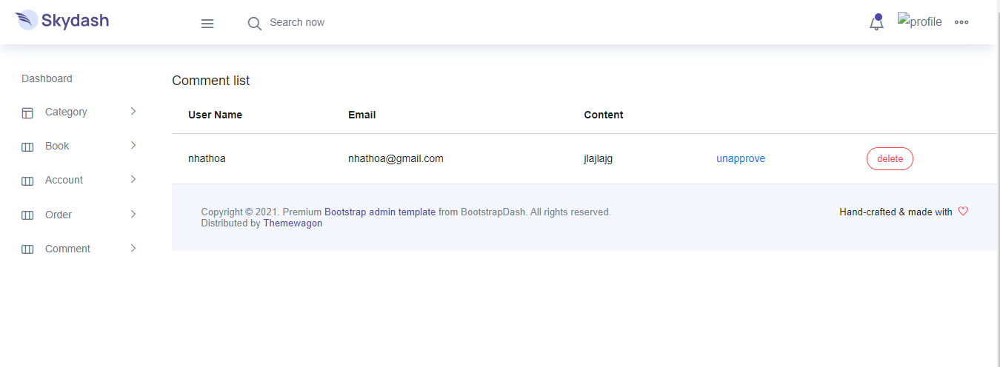 Skydash
Search now
profile
Dashboard
Category
Book
Account
Order
Comment
Comment list
User Name Email Content
nhathoa nhathoa@gmail.com jlajlajg unapprove delete
Copyright © 2021. Premium Bootstrap admin template from BootstrapDash. All rights reserved.
Distributed by Themewagon
Hand-crafted & made with